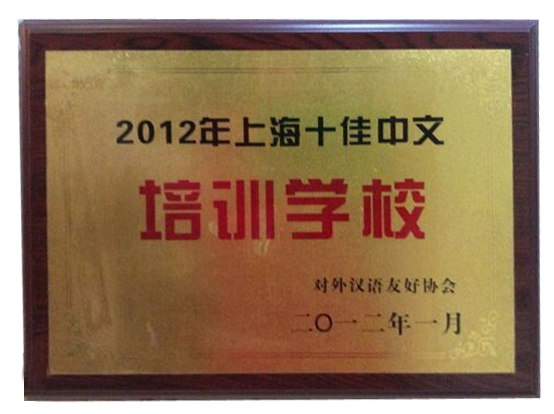 2012年上海十佳中文
培训学校
对外汉语友好协会
二〇一二年一月